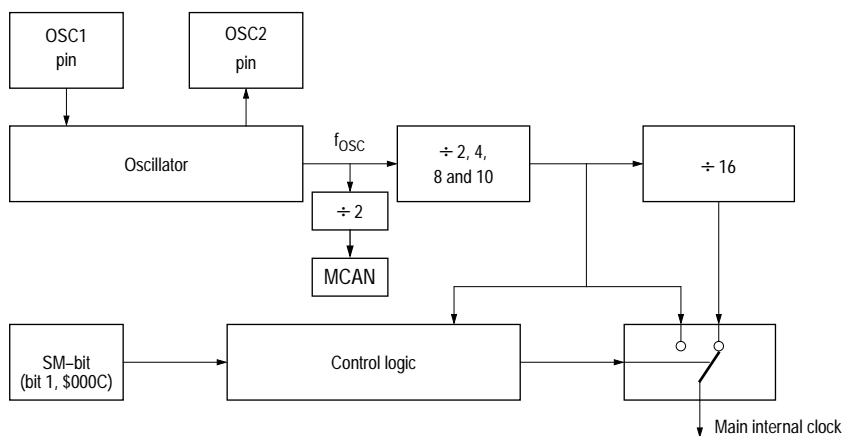 OSC1
pin
OSC2
pin
Oscillator
fOSC
÷ 2, 4,
8 and 10
÷ 16
÷ 2
MCAN
SM–bit
(bit 1, $000C)
Control logic
Main internal clock